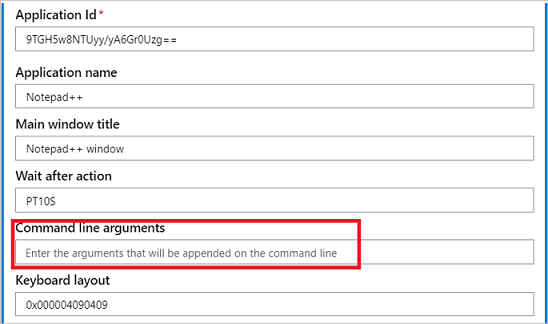 Application Id*
9TGH5w8NTUyy/yA6Gr0Uzg==
Application name
Notepad++
Main window title
Notepad++ window
Wait after action
PT10S
Command line arguments
Enter the arguments that will be appended on the command line
Keyboard layout
0x000004090409